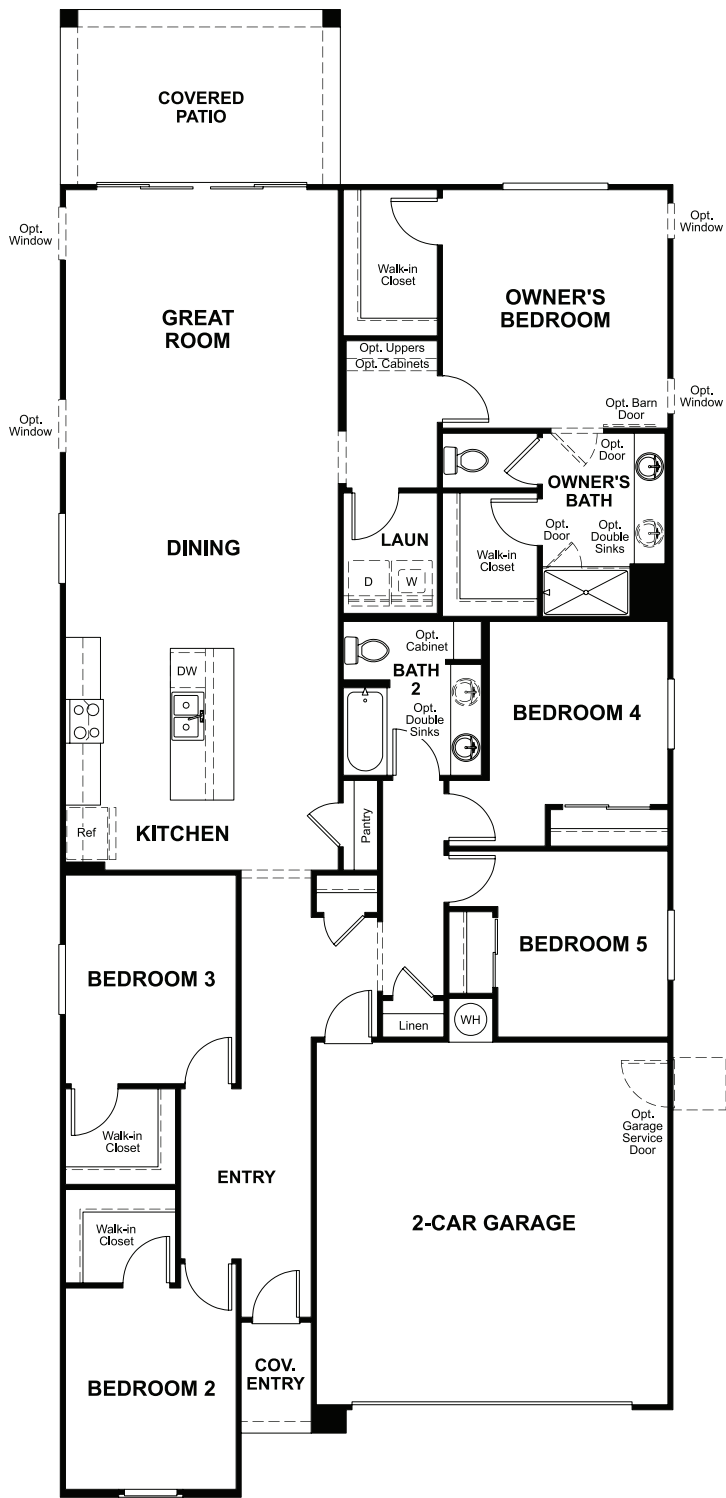 COVERED
PATIO
Opt.
Window
GREAT
ROOM
Walk-in
Closet
OWNER'S
BEDROOM
Opt.
Window
Opt. Uppers
Opt. Cabinets
Opt.
Window
Opt. Barn
Door
Opt.
Window
Opt.
Door
OWNER'S
BATH
DINING
LAUN
D
W
Walk-in
Closet
Opt.
Door
Opt.
Double
Sinks
DW
Opt.
Cabinet
BATH
2
Opt.
Double
Sinks
BEDROOM 4
Ref
KITCHEN
Pantry
BEDROOM 3
BEDROOM 5
Linen
WH
Walk-in
Closet
Opt.
Garage
Service
Door
ENTRY
2-CAR GARAGE
Walk-in
Closet
BEDROOM 2
COV.
ENTRY